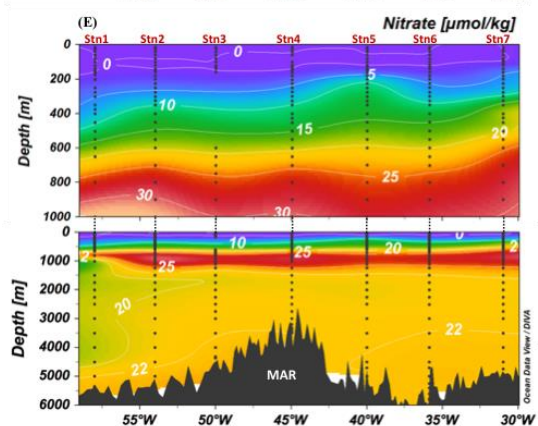 (E) Nitrate [µmol/kg]
Stn1 Stn2 Stn3 Stn4 Stn5 Stn6 Stn7
0
0 0
5
200
10
400
15 20
600
25
800
30
30
1000
Depth [m]
0 0
10 20
1000 2 25 2
25
2000
20
3000
22
4000
22
5000 MAR
6000
Depth [m]
55°W 50°W 45°W 40°W 35°W 30°W
Ocean Data View / DIVA